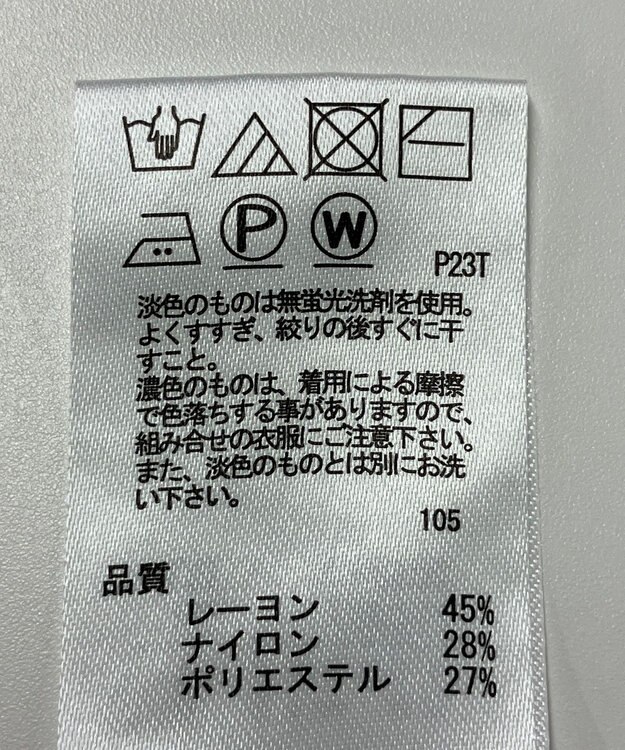 P W
P23T
淡色のものは無蛍光洗剤を使用。
よくすすぎ、絞りの後すぐに干
すこと。
濃色のものは、着用による摩擦
で色落ちする事がありますので、
組み合せの衣服にご注意下さい。
また、淡色のものとは別にお洗
い下さい。
105
品質
レーヨン 45%
ナイロン 28%
ポリエステル 27%